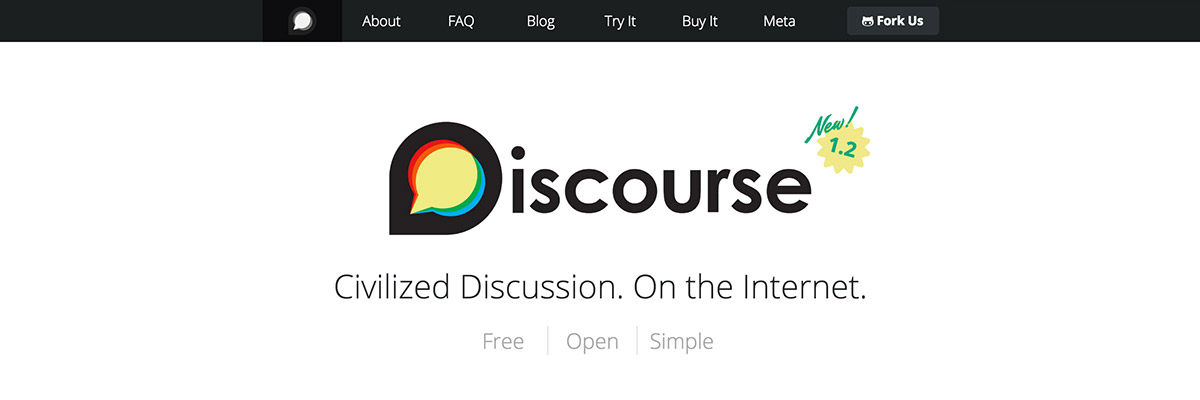 About FAQ Blog Try It Buy It Meta Fork Us
New!
1.2
Discourse
Civilized Discussion. On the Internet.
Free Open Simple